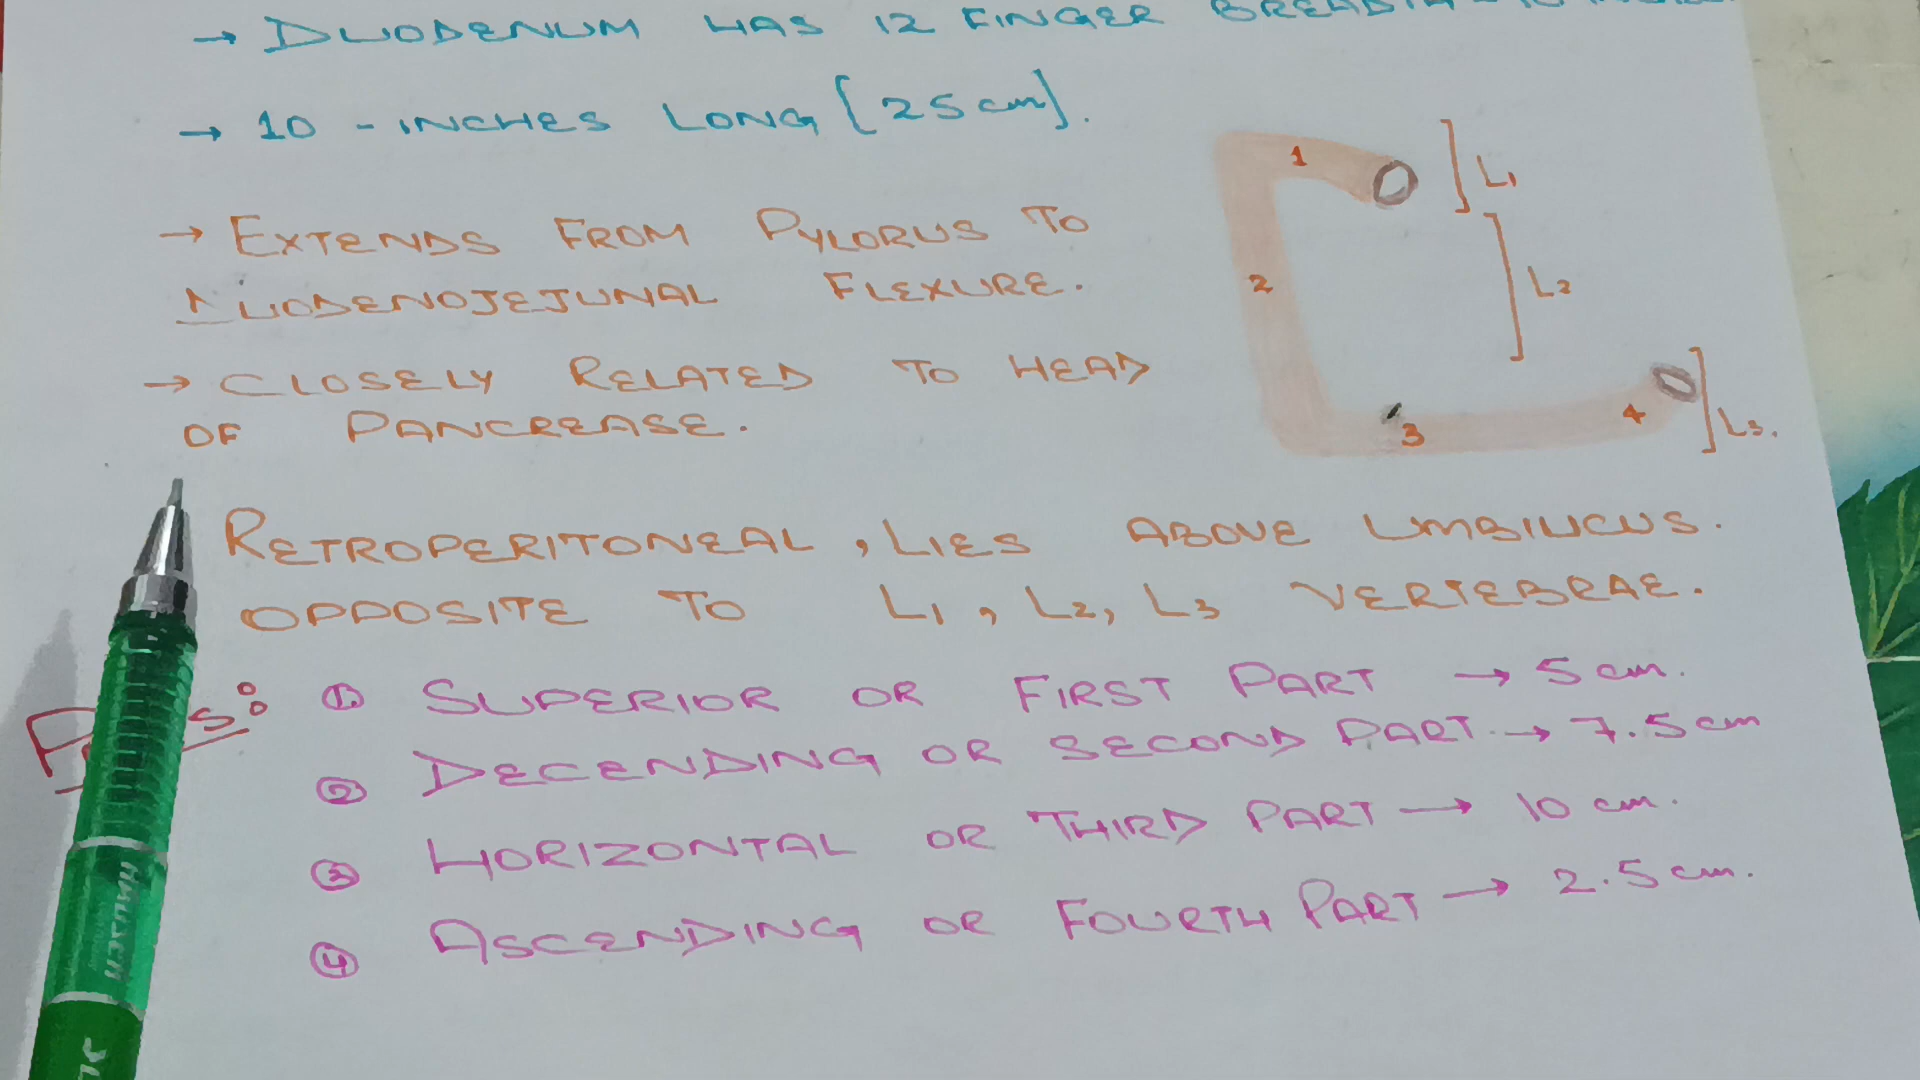 → DUODENUM HAS 12 FINGER
→ 10 - INCHES LONG [25 cm].
→ EXTENDS FROM PYLORUS TO
DUODENOJEJUNAL FLEXURE.
→ CLOSELY RELATED TO HEAD
OF PANCREASE.
RETROPERITONEAL, LIES ABOVE UMBILICUS.
OPPOSITE TO L1, L2, L3 VERTEBRAE.
① SUPERIOR OR FIRST PART → 5 cm.
② DECENDING OR SECOND PART. → 7.5 cm
③ HORIZONTAL OR THIRD PART → 10 cm.
④ ASCENDING OR FOURTH PART → 2.5 cm.
1
L1
2
L2
3
4
L3.